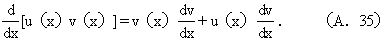 d/dx[u（x）v（x）]=v（x）dv/dx+u（x）dv/dx.　（A. 35）